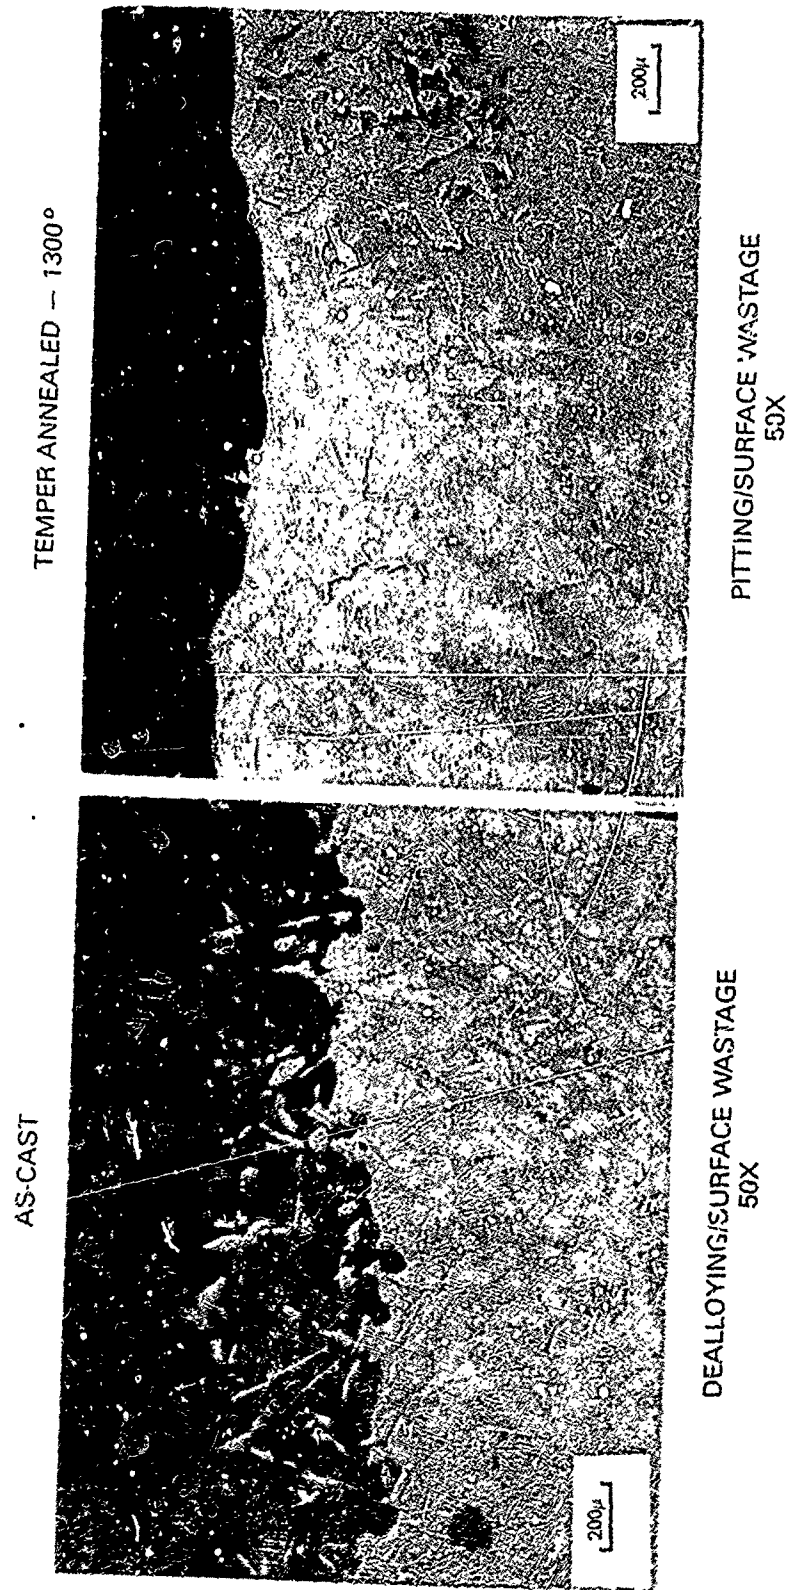 AS-CAST
200μ
DEALLOYING/SURFACE WASTAGE
50X
TEMPER ANNEALED — 1300°
200μ
PITTING/SURFACE WASTAGE
50X